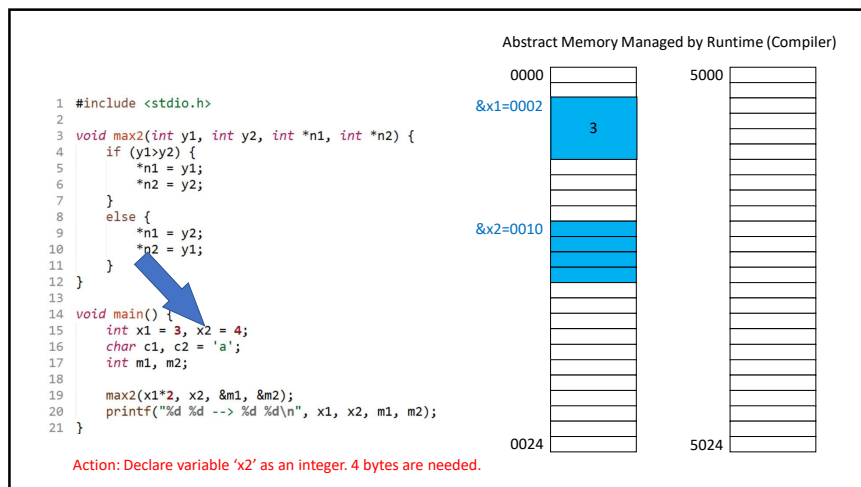 Abstract Memory Managed by Runtime (Compiler)
0000
5000
&x1=0002
3
&x2=0010
0024
5024
1 #include <stdio.h>
2
3 void max2(int y1, int y2, int *n1, int *n2) {
4 if (y1>y2) {
5 *n1 = y1;
6 *n2 = y2;
7 }
8 else {
9 *n1 = y2;
10 *n2 = y1;
11 }
12 }
13
14 void main() {
15 int x1 = 3, x2 = 4;
16 char c1, c2 = 'a';
17 int m1, m2;
18
19 max2(x1*2, x2, &m1, &m2);
20 printf("%d %d --> %d %d\n", x1, x2, m1, m2);
21 }
Action: Declare variable ‘x2’ as an integer. 4 bytes are needed.